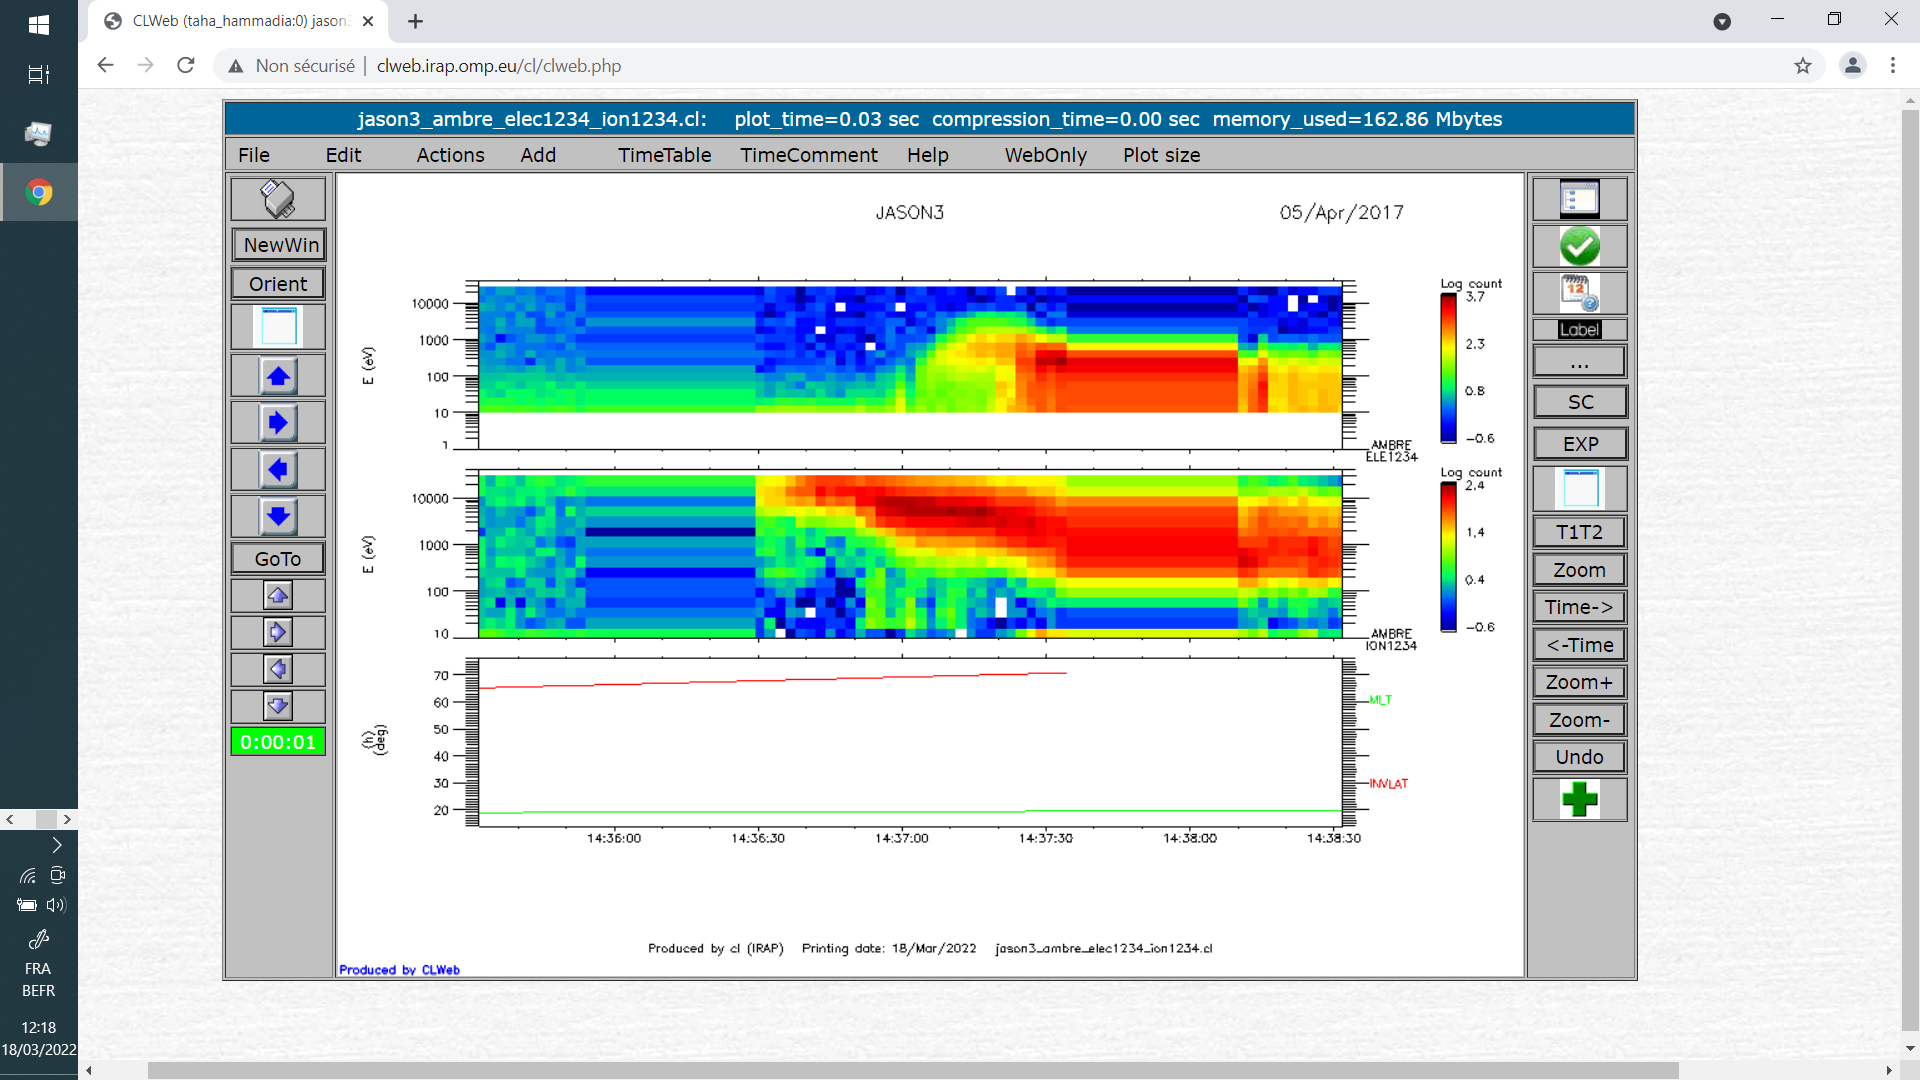 CLWeb (taha_hammadia:0) jason3
Non sécurisé | clweb.irap.omp.eu/cl/clweb.php
jason3_ambre_elec1234_ion1234.cl: plot_time=0.03 sec compression_time=0.00 sec memory_used=162.86 Mbytes
File Edit Actions Add TimeTable TimeComment Help WebOnly Plot size
NewWin
Orient
GoTo
0:00:01
JASON3 05/Apr/2017
E (eV)
10000
1000
100
10
1
Log count
3.7
2.3
0.8
-0.6
AMBRE
ELE1234
E (eV)
10000
1000
100
10
Log count
2.4
1.4
0.4
-0.6
AMBRE
ION1234
(h)
(deg)
70
60
50
40
30
20
MLT
INVLAT
14:36:00 14:36:30 14:37:00 14:37:30 14:38:00 14:38:30
Produced by cl (IRAP) Printing date: 18/Mar/2022 jason3_ambre_elec1234_ion1234.cl
Produced by CLWeb
12
Label
...
SC
EXP
T1T2
Zoom
Time->
<-Time
Zoom+
Zoom-
Undo
FRA
BEFR
12:18
18/03/2022